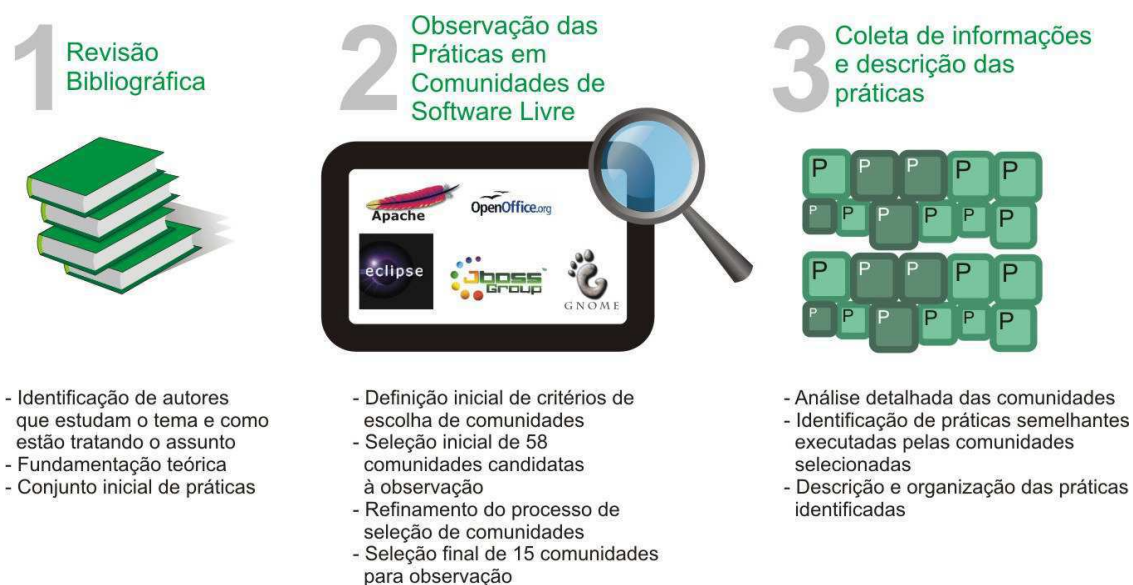 1
Revisão
Bibliográfica
- Identificação de autores
que estudam o tema e como
estão tratando o assunto
- Fundamentação teórica
- Conjunto inicial de práticas
2
Observação das
Práticas em
Comunidades de
Software Livre
Apache
OpenOffice.org
eclipse
Jboss™
Group
GNOME
- Definição inicial de critérios de
escolha de comunidades
- Seleção inicial de 58
comunidades candidatas
à observação
- Refinamento do processo de
seleção de comunidades
- Seleção final de 15 comunidades
para observação
3
Coleta de informações
e descrição das
práticas
P P P P P
P P P P P P
P P P P P
P P P P P P
- Análise detalhada das comunidades
- Identificação de práticas semelhantes
executadas pelas comunidades
selecionadas
- Descrição e organização das práticas
identificadas